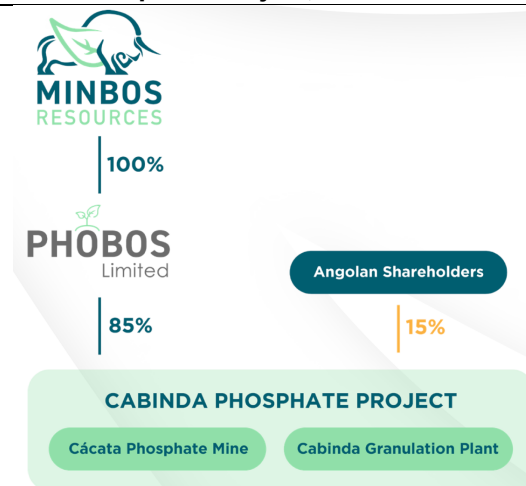 MINBOS
RESOURCES
100%
PHOBOS
Limited
Angolan Shareholders
85%
15%
CABINDA PHOSPHATE PROJECT
Cácata Phosphate Mine
Cabinda Granulation Plant